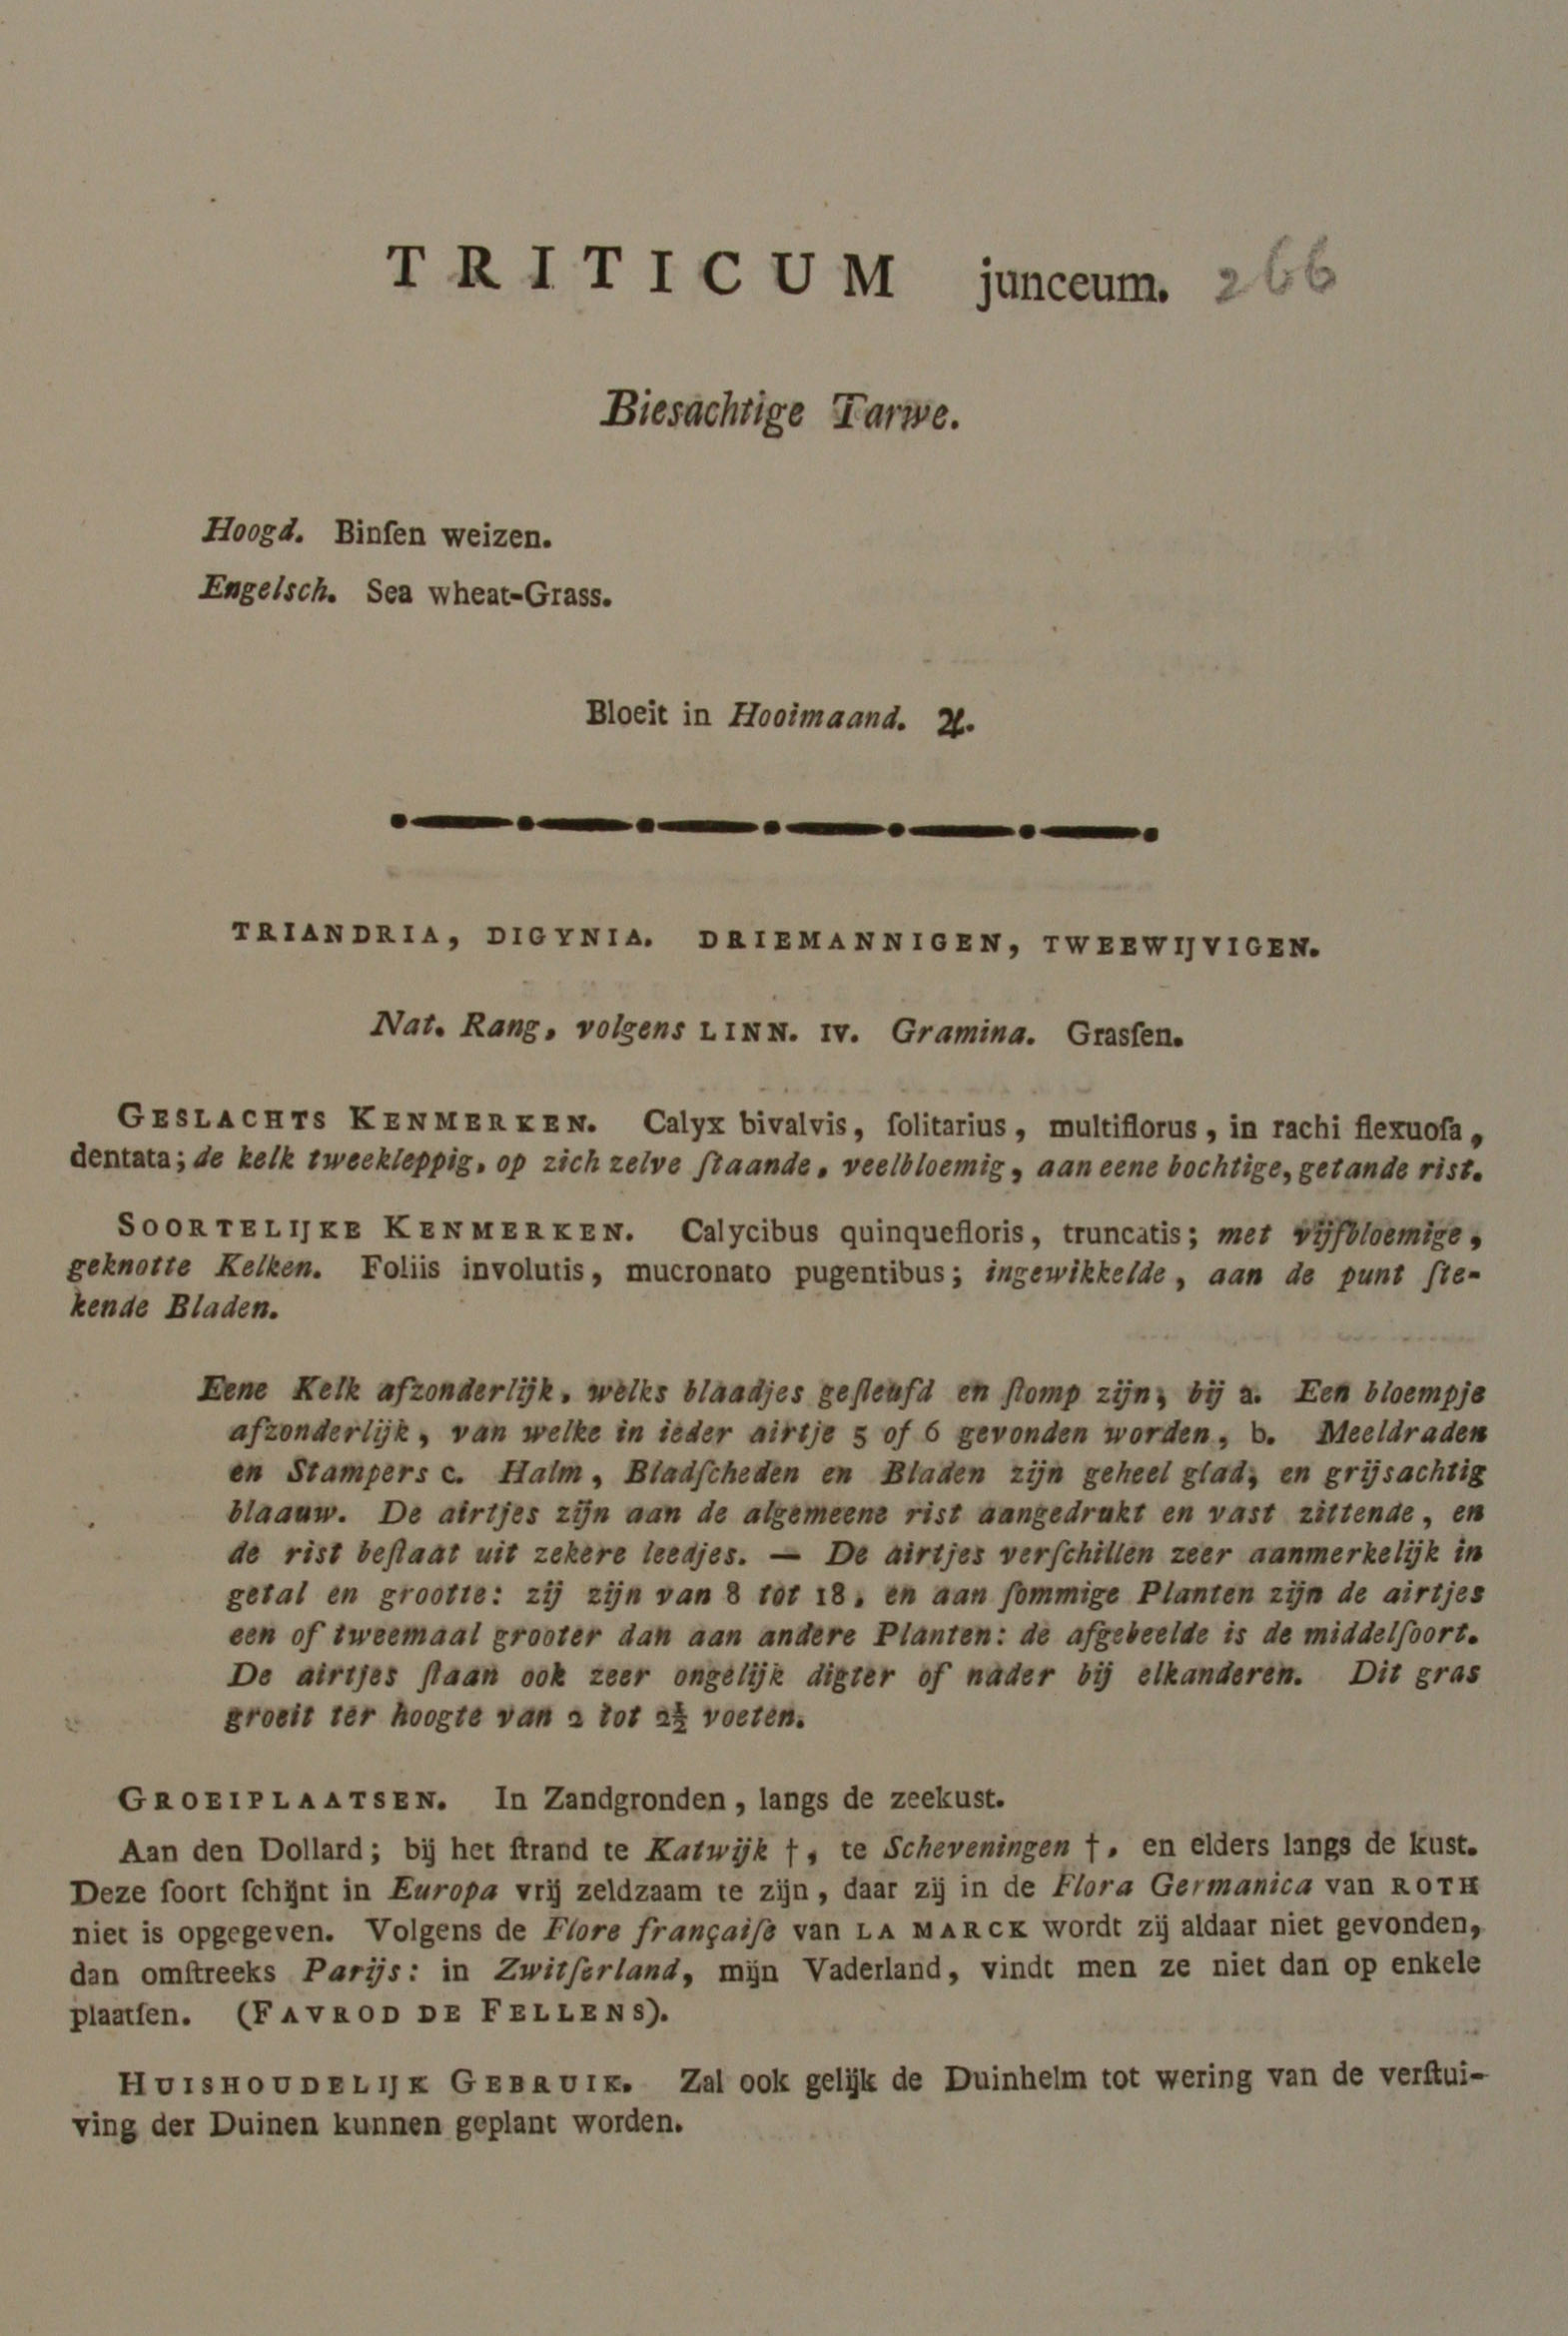 TRITICUM junceum. 266
Biesachtige Tarwe.
Hoogd. Binſen weizen.
Engelsch. Sea wheat-Grass.
Bloeit in Hooimaand. ♃.
TRIANDRIA, DIGYNIA. DRIEMANNIGEN, TWEEWIJVIGEN.
Nat. Rang, volgens LINN. IV. Gramina. Grasſen.
GESLACHTS KENMERKEN. Calyx bivalvis, ſolitarius, multiflorus, in rachi flexuoſa,
dentata; de kelk tweekleppig, op zich zelve ſtaande, veelbloemig, aan eene bochtige, getande rist.
SOORTELIJKE KENMERKEN. Calycibus quinquefloris, truncatis; met vijfbloemige,
geknotte Kelken. Foliis involutis, mucronato pugentibus; ingewikkelde, aan de punt ſte-
kende Bladen.
Eene Kelk afzonderlijk, welks blaadjes geſleufd en ſtomp zijn, bij a. Een bloempje
afzonderlijk, van welke in ieder airtje 5 of 6 gevonden worden, b. Meeldraden
en Stampers c. Halm, Bladſcheden en Bladen zijn geheel glad, en grijsachtig
blaauw. De airtjes zijn aan de algemeene rist aangedrukt en vast zittende, en
de rist beſtaat uit zekere leedjes. — De airtjes verſchillen zeer aanmerkelijk in
getal en grootte: zij zijn van 8 tot 18, en aan ſommige Planten zijn de airtjes
een of tweemaal grooter dan aan andere Planten: de afgebeelde is de middelſoort.
De airtjes ſtaan ook zeer ongelijk digter of nader bij elkanderen. Dit gras
groeit ter hoogte van 2 tot 2½ voeten.
GROEIPLAATSEN. In Zandgronden, langs de zeekust.
Aan den Dollard; bij het ſtrand te Katwijk †, te Scheveningen †, en elders langs de kust.
Deze ſoort ſchijnt in Europa vrij zeldzaam te zijn, daar zij in de Flora Germanica van ROTH
niet is opgegeven. Volgens de Flore françaiſe van LA MARCK wordt zij aldaar niet gevonden,
dan omſtreeks Parijs: in Zwitſerland, mijn Vaderland, vindt men ze niet dan op enkele
plaatſen. (FAVROD DE FELLENS).
HUISHOUDELIJK GEBRUIK. Zal ook gelijk de Duinhelm tot wering van de verſtui-
ving der Duinen kunnen geplant worden.